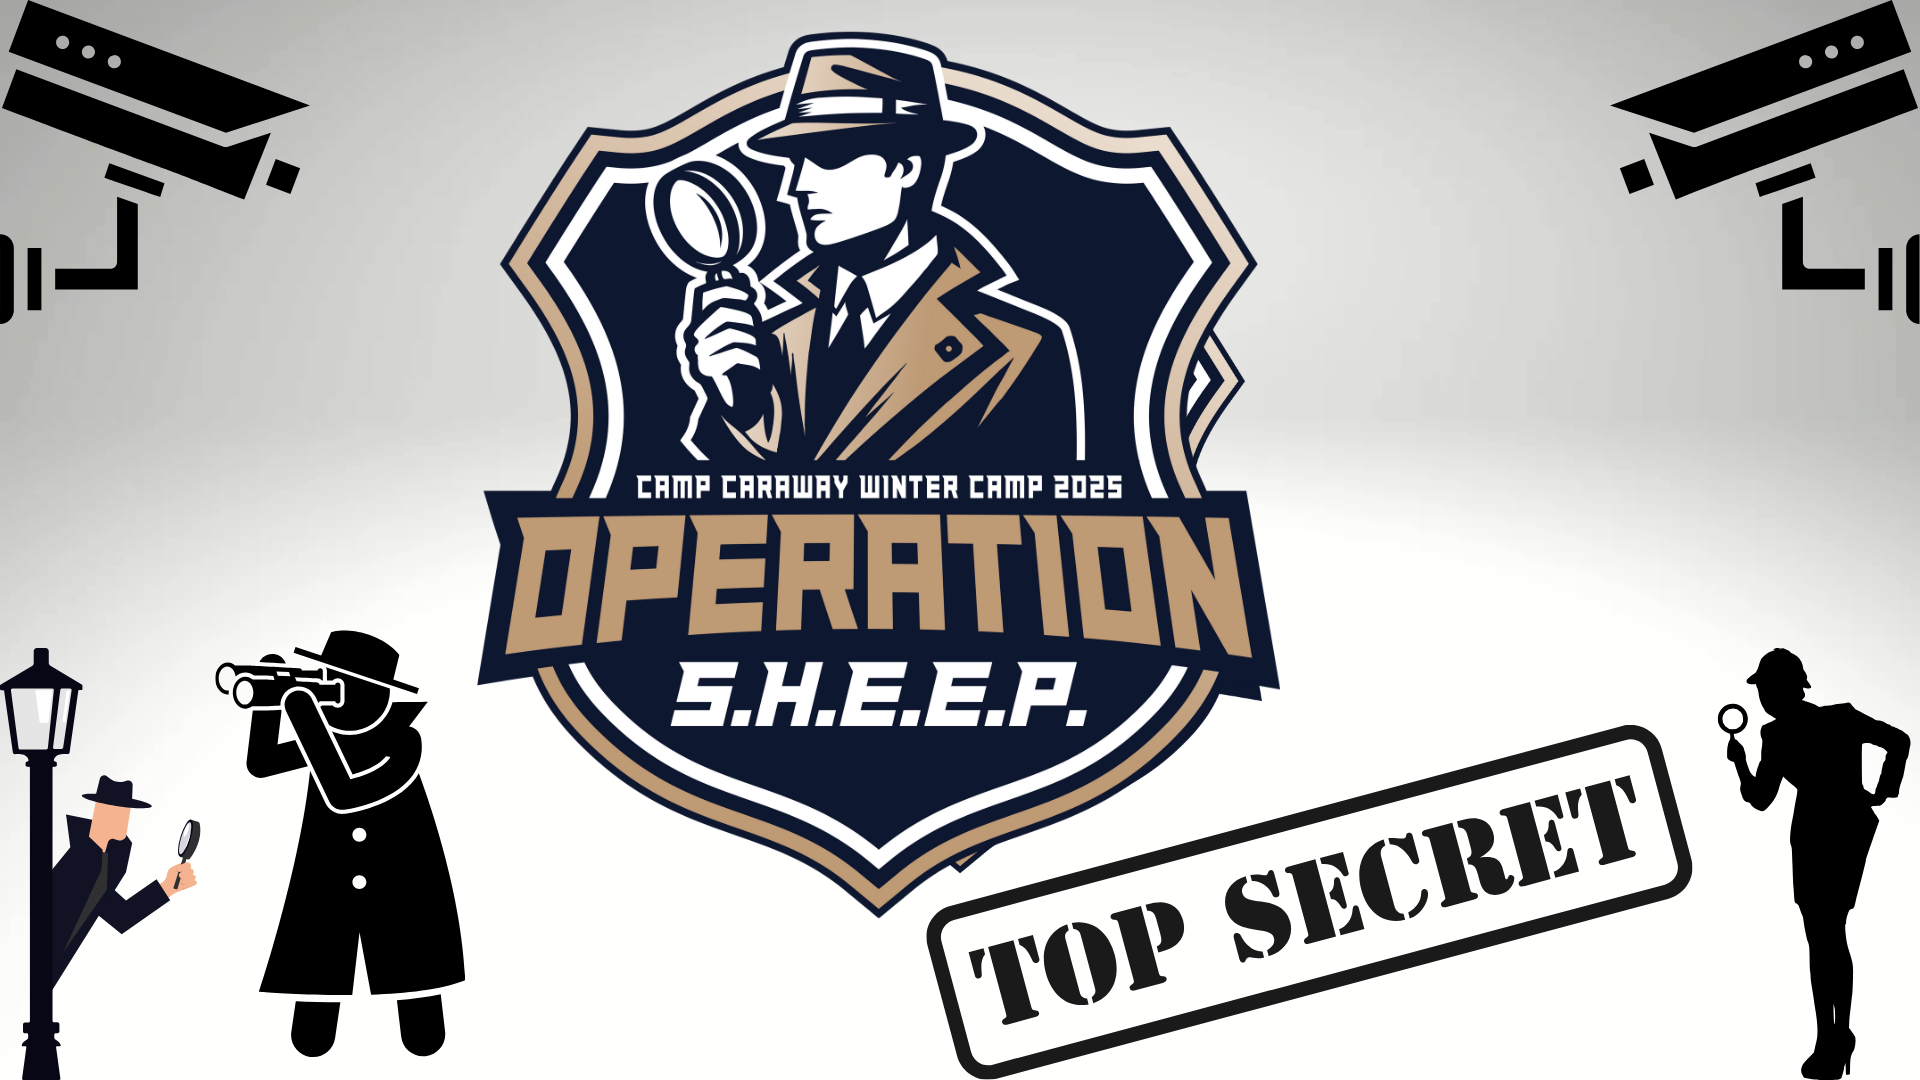 CAMP CARAWAY WINTER CAMP 2025
OPERATION
S.H.E.E.P.
TOP SECRET